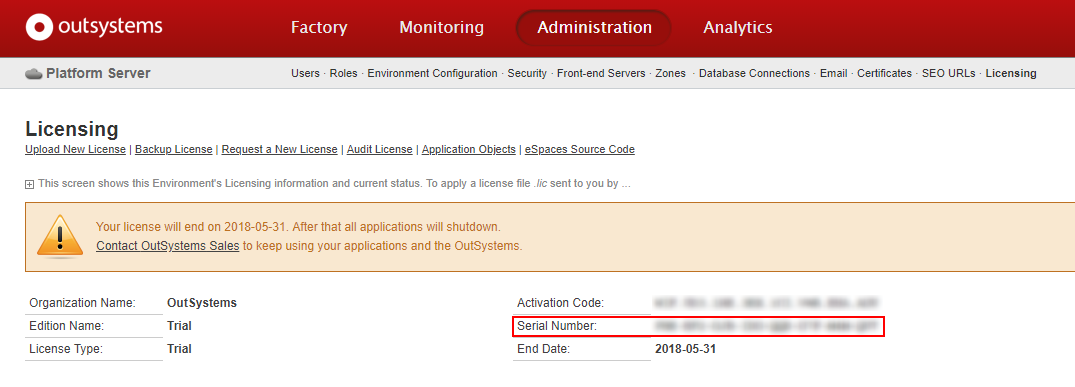 outsystems Factory Monitoring Administration Analytics
Platform Server Users · Roles · Environment Configuration · Security · Front-end Servers · Zones · Database Connections · Email · Certificates · SEO URLs · Licensing
Licensing
Upload New License | Backup License | Request a New License | Audit License | Application Objects | eSpaces Source Code
This screen shows this Environment's Licensing information and current status. To apply a license file .lic sent to you by ...
Your license will end on 2018-05-31. After that all applications will shutdown.
Contact OutSystems Sales to keep using your applications and the OutSystems.
Organization Name: OutSystems Activation Code:
Edition Name: Trial Serial Number:
License Type: Trial End Date: 2018-05-31